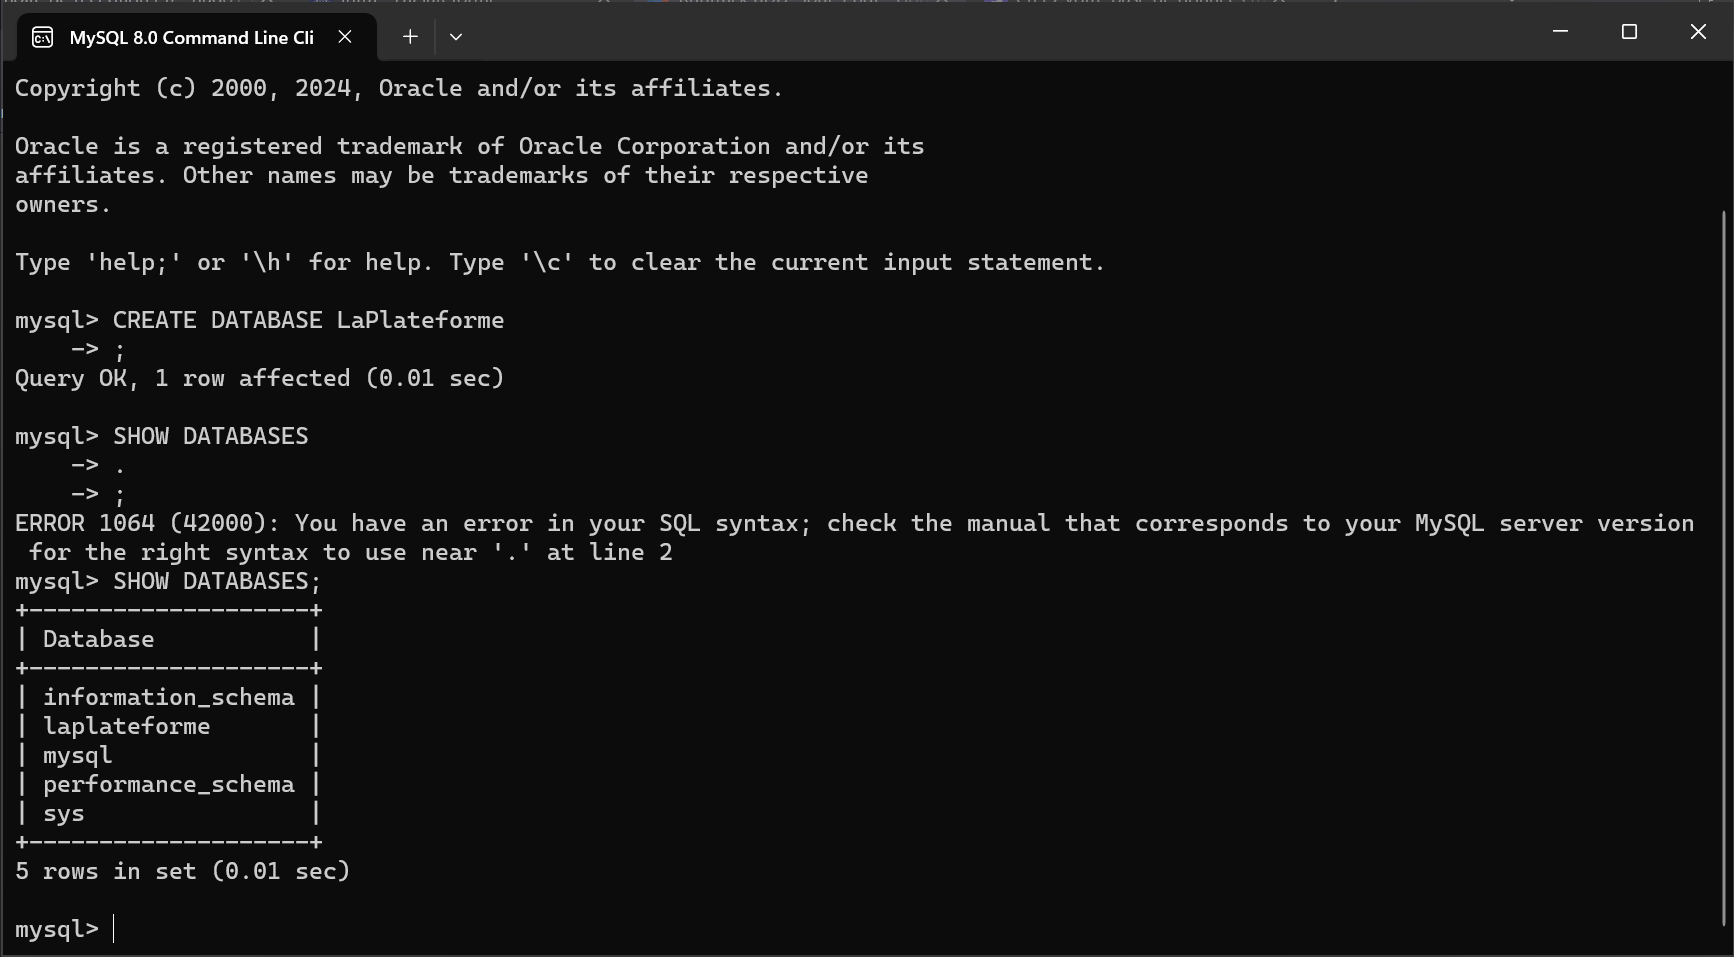 MySQL 8.0 Command Line Cli
Copyright (c) 2000, 2024, Oracle and/or its affiliates.
Oracle is a registered trademark of Oracle Corporation and/or its
affiliates. Other names may be trademarks of their respective
owners.
Type 'help;' or '\h' for help. Type '\c' to clear the current input statement.
mysql> CREATE DATABASE LaPlateforme
    -> ;
Query OK, 1 row affected (0.01 sec)
mysql> SHOW DATABASES
    -> .
    -> ;
ERROR 1064 (42000): You have an error in your SQL syntax; check the manual that corresponds to your MySQL server version
 for the right syntax to use near '.' at line 2
mysql> SHOW DATABASES;
+--------------------+
| Database           |
+--------------------+
| information_schema |
| laplateforme       |
| mysql              |
| performance_schema |
| sys                |
+--------------------+
5 rows in set (0.01 sec)
mysql>